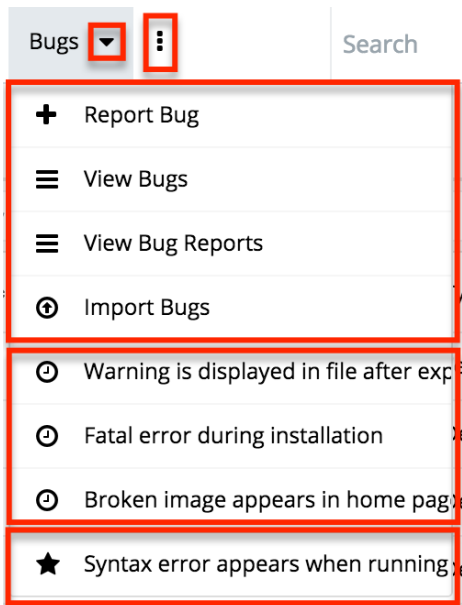 Bugs
Search
Report Bug
View Bugs
View Bug Reports
Import Bugs
Warning is displayed in file after exp
Fatal error during installation
Broken image appears in home pag
Syntax error appears when running